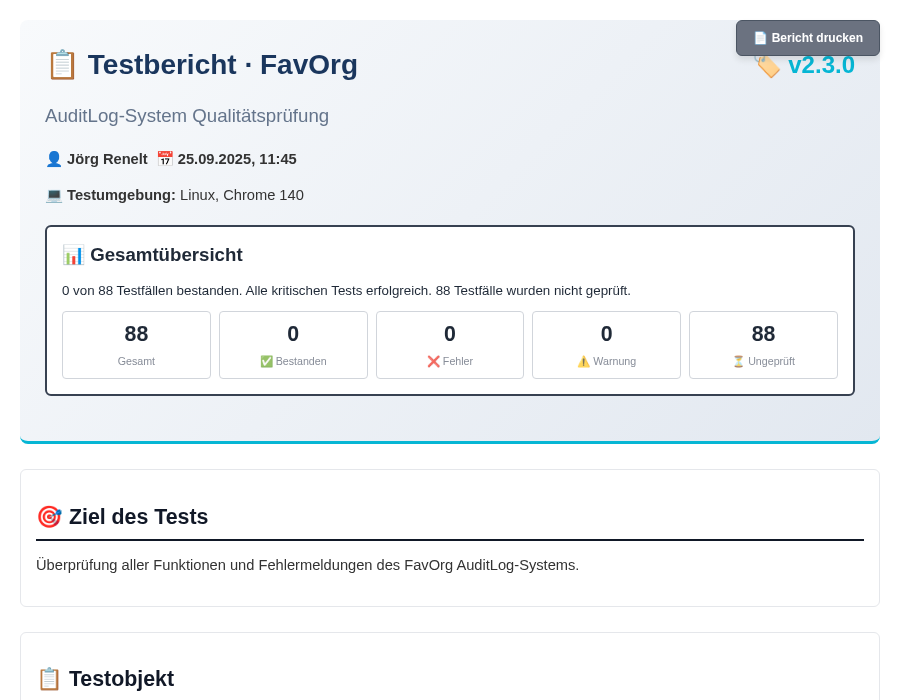 Bericht drucken
Testbericht · FavOrg
v2.3.0
AuditLog-System Qualitätsprüfung
Jörg Renelt 25.09.2025, 11:45
Testumgebung: Linux, Chrome 140
Gesamtübersicht
0 von 88 Testfällen bestanden. Alle kritischen Tests erfolgreich. 88 Testfälle wurden nicht geprüft.
88
Gesamt
0
Bestanden
0
Fehler
0
Warnung
88
Ungeprüft
Ziel des Tests
Überprüfung aller Funktionen und Fehlermeldungen des FavOrg AuditLog-Systems.
Testobjekt